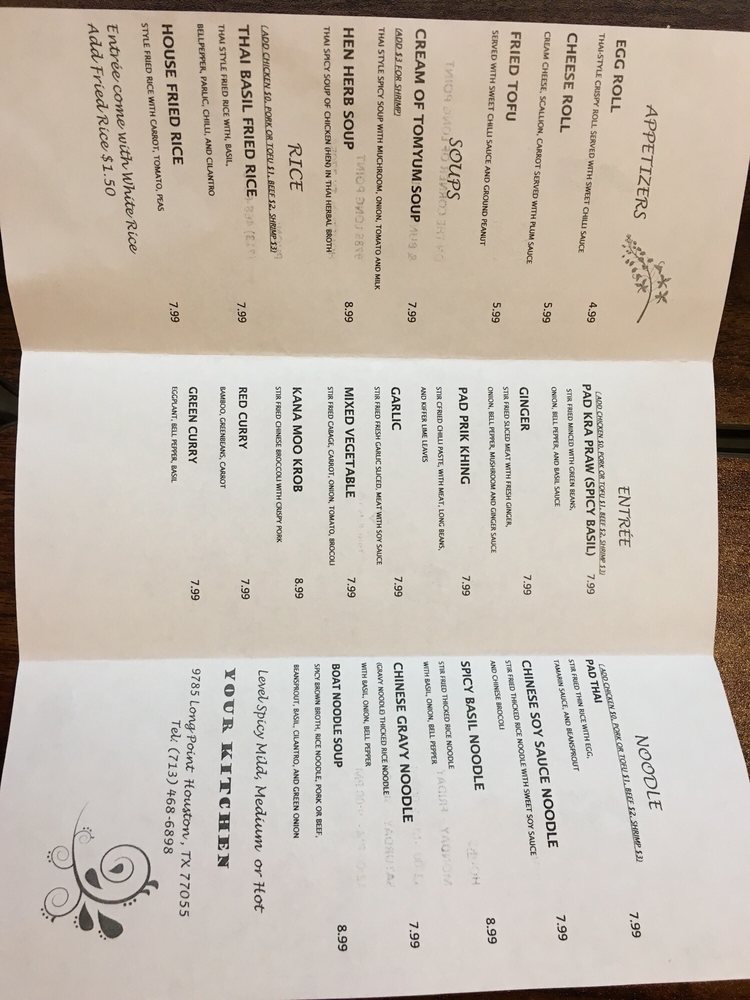 APPETIZERS
EGG ROLL 4.99
THAI-STYLE CRISPY ROLL SERVED WITH SWEET CHILLI SAUCE
CHEESE ROLL 5.99
CREAM CHEESE, SCALLION, CARROT SERVED WITH PLUM SAUCE
FRIED TOFU 5.99
SERVED WITH SWEET CHILLI SAUCE AND GROUND PEANUT
SOUPS
CREAM OF TOMYUM SOUP 7.99
(ADD $3 FOR SHRIMP)
THAI STYLE SPICY SOUP WITH MUCHROOM, ONION, TOMATO AND MILK
HEN HERB SOUP 8.99
THAI SPICY SOUP OF CHICKEN (HEN) IN THAI HERBAL BROTH
RICE
(ADD CHICKEN $0, PORK OR TOFU $1, BEEF $2, SHRIMP $3)
THAI BASIL FRIED RICE 7.99
THAI STYLE FRIED RICE WITH, BASIL,
BELLPEPPER, PARLIC, CHILLI, AND CILANTRO
HOUSE FRIED RICE 7.99
STYLE FRIED RICE WITH CARROT, TOMATO, PEAS
Entrée come with White Rice
Add Fried Rice $1.50
ENTRÉE
(ADD CHICKEN $0, PORK OR TOFU $1, BEEF $2, SHRIMP $3)
PAD KRA PRAW (SPICY BASIL) 7.99
STIR FRIED MINCED WITH GREEN BEANS,
ONION, BELL PEPPER, AND BASIL SAUCE
GINGER 7.99
STIR FRIED SLICED MEAT WITH FRESH GINGER,
ONION, BELL PEPPER, MUSHROOM AND GINGER SAUCE
PAD PRIK KHING 7.99
STIR CFRIED CHILLI PASTE, WITH MEAT, LONG BEANS,
AND KIFFER LIME LEAVES
GARLIC 7.99
STIR FRIED FRESH GARLIC SLICED, MEAT WITH SOY SAUCE
MIXED VEGETABLE 7.99
STIR FRIED CABAGE, CARROT, ONION, TOMATO, BROCOLI
KANA MOO KROB 8.99
STIR FRIED CHINESE BROCCOLI WITH CRISPY PORK
RED CURRY 7.99
BAMBOO, GREENBEANS, CARROT
GREEN CURRY 7.99
EGGPLANT, BELL PEPPER, BASIL
NOODLE
(ADD CHICKEN $0, PORK OR TOFU $1, BEEF $2, SHRIMP $3)
PAD THAI 7.99
STIR FRIED THIN RICE WITH EGG,
TAMARIN SAUCE, AND BEANSPROUT
CHINESE SOY SAUCE NOODLE 7.99
STIR FRIED THICKED RICE NOODLE WITH SWEET SOY SAUCE
AND CHINESE BROCOLI
SPICY BASIL NOODLE 8.99
STIR FRIED THICKED RICE NOODLE
WITH BASIL, ONION, BELL PEPPER
CHINESE GRAVY NOODLE 7.99
(GRAVY NOODLE) THICKED RICE NOODLE
WITH BASIL, ONION, BELL PEPPER
BOAT NOODLE SOUP 8.99
SPICY BROWN BROTH, RICE NOODLE, PORK OR BEEF,
BEANSPROUT, BASIL, CILANTRO, AND GREEN ONION
Level Spicy Mild, Medium or Hot
YOUR KITCHEN
9785 Long Point Houston, TX 77055
Tel: (713) 468-6898